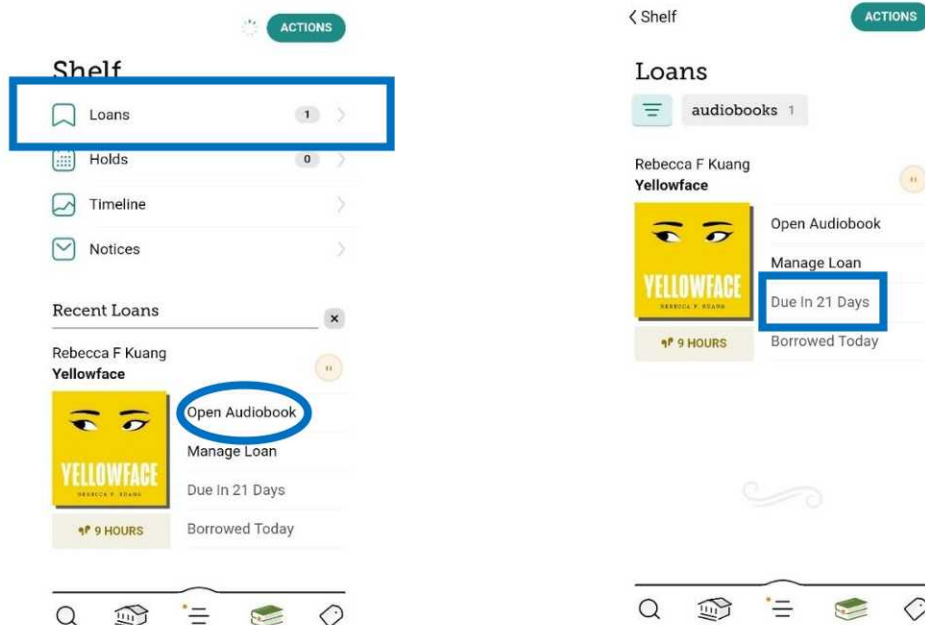 ACTIONS
Shelf
Loans 1
Holds 0
Timeline
Notices
Recent Loans
Rebecca F Kuang
Yellowface
YELLOWFACE
REBECCA F. KUANG
9 HOURS
Open Audiobook
Manage Loan
Due In 21 Days
Borrowed Today
Shelf
ACTIONS
Loans
audiobooks 1
Rebecca F Kuang
Yellowface
YELLOWFACE
REBECCA F. KUANG
9 HOURS
Open Audiobook
Manage Loan
Due In 21 Days
Borrowed Today